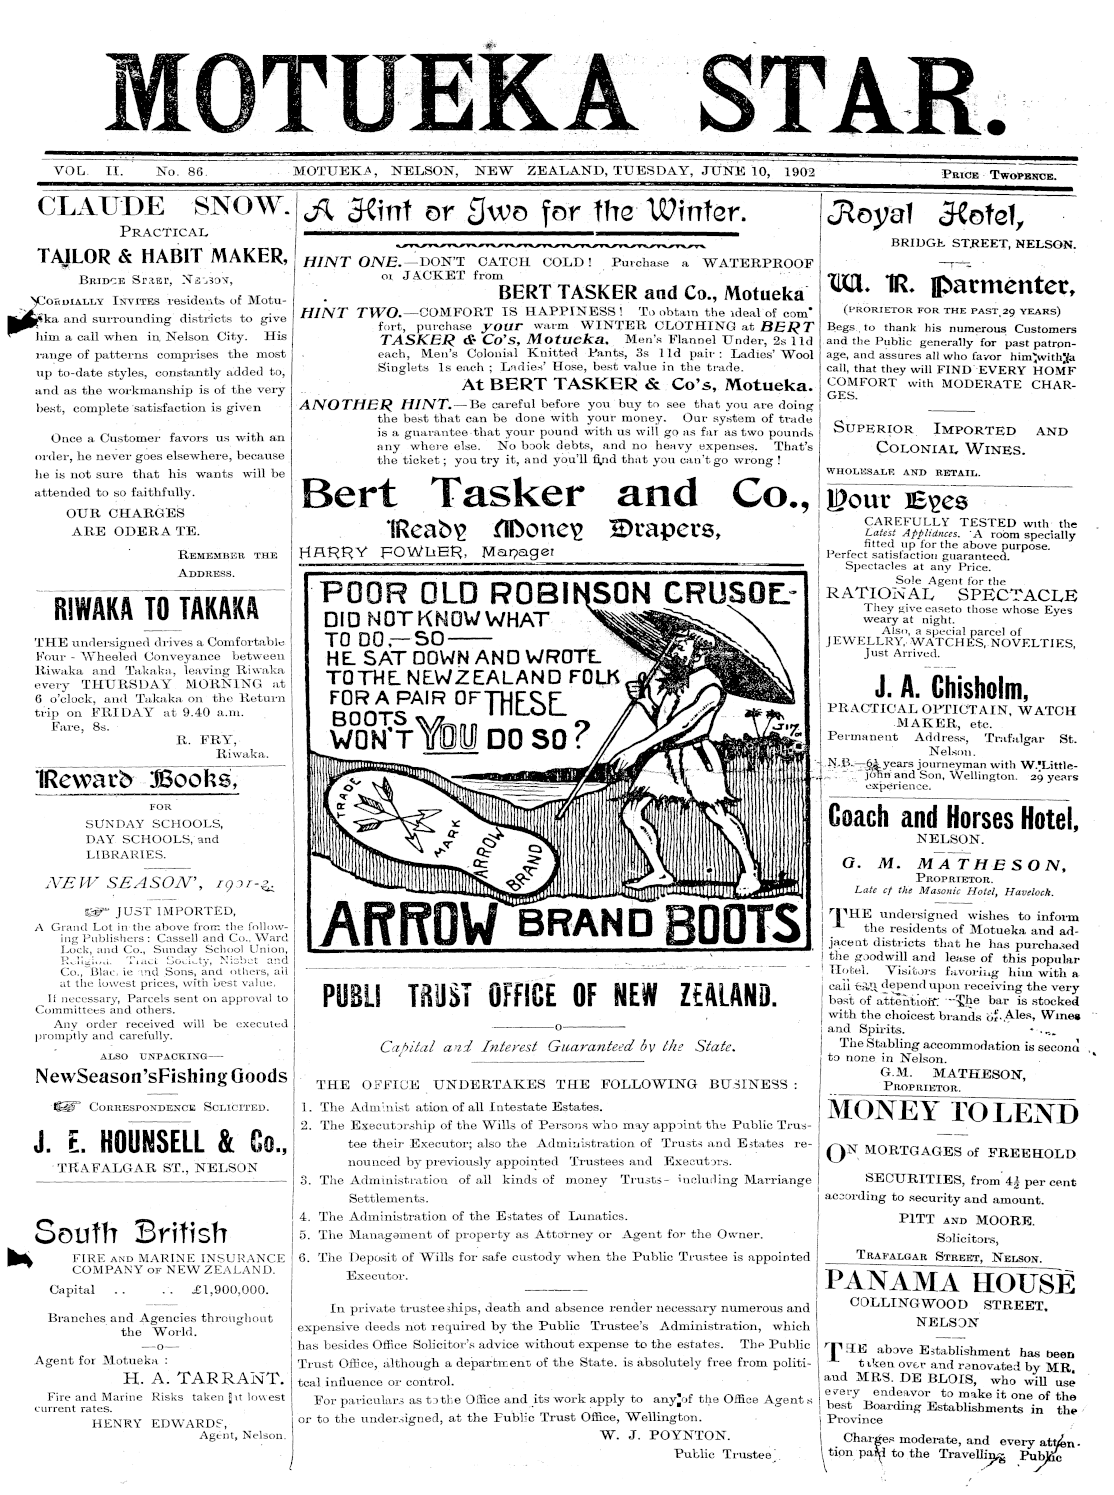 MOTUEKA STAR.
VOL. II. No. 86. MOTUEKA, NELSON, NEW ZEALAND, TUESDAY, JUNE 10, 1902 PRICE TWOPENCE.
CLAUDE SNOW.
PRACTICAL
TAILOR & HABIT MAKER,
BRIDGE STREET, NELSON,
CORDIALLY INVITES residents of Motu-
eka and surrounding districts to give
him a call when in Nelson City. His
range of patterns comprises the most
up to-date styles, constantly added to,
and as the workmanship is of the very
best, complete satisfaction is given
Once a Customer favors us with an
order, he never goes elsewhere, because
he is not sure that his wants will be
attended to so faithfully.
OUR CHARGES
ARE ODERA TE.
REMEMBER THE
ADDRESS.
RIWAKA TO TAKAKA
THE undersigned drives a Comfortable
Four - Wheeled Conveyance between
Riwaka and Takaka, leaving Riwaka
every THURSDAY MORNING at
6 o'clock, and Takaka on the Return
trip on FRIDAY at 9.40 a.m.
Fare, 8s.
R. FRY,
Riwaka.
Reward Books,
FOR
SUNDAY SCHOOLS,
DAY SCHOOLS, and
LIBRARIES.
NEW SEASON', 1901-2.
JUST IMPORTED,
A Grand Lot in the above from the follow-
ing Publishers: Cassell and Co., Ward
Lock, and Co., Sunday School Union,
Religious Tract Society, Nisbet and
Co., Blac. ie and Sons, and others, all
at the lowest prices, with best value.
If necessary, Parcels sent on approval to
Committees and others.
Any order received will be executed
promptly and carefully.
ALSO UNPACKING—
NewSeason'sFishing Goods
CORRESPONDENCE SOLICITED.
J. E. HOUNSELL & Co.,
TRAFALGAR ST., NELSON
South British
FIRE AND MARINE INSURANCE
COMPANY OF NEW ZEALAND.
Capital .. .. £1,900,000.
Branches and Agencies throughout
the World.
—o—
Agent for Motueka :
H. A. TARRANT.
Fire and Marine Risks taken at lowest
current rates.
HENRY EDWARDS,
Agent, Nelson.
A Hint or Two for the Winter.
HINT ONE.—DON'T CATCH COLD! Purchase a WATERPROOF
or JACKET from
BERT TASKER and Co., Motueka
HINT TWO.—COMFORT IS HAPPINESS! To obtain the ideal of com-
fort, purchase your warm WINTER CLOTHING at BERT
TASKER & Co's, Motueka. Men's Flannel Under, 2s 11d
each, Men's Colonial Knitted Pants, 3s 11d pair: Ladies' Wool
Singlets 1s each; Ladies' Hose, best value in the trade.
At BERT TASKER & Co's, Motueka.
ANOTHER HINT.—Be careful before you buy to see that you are doing
the best that can be done with your money. Our system of trade
is a guarantee that your pound with us will go as far as two pounds
any where else. No book debts, and no heavy expenses. That's
the ticket; you try it, and you'll find that you can't go wrong!
Bert Tasker and Co.,
Ready Money Drapers,
HARRY FOWLER, Manager
POOR OLD ROBINSON CRUSOE-
DID NOT KNOW WHAT
TO DO,—SO—
HE SAT DOWN AND WROTE
TO THE NEW ZEALAND FOLK
FOR A PAIR OF THESE
BOOTS
WON'T YOU DO SO?
TRADE
MARK
ARROW
BRAND
ARROW BRAND BOOTS
PUBLI TRUST OFFICE OF NEW ZEALAND.
—o—
Capital and Interest Guaranteed by the State.
THE OFFICE UNDERTAKES THE FOLLOWING BUSINESS :
1. The Administ ation of all Intestate Estates.
2. The Executorship of the Wills of Persons who may appoint the Public Trus-
tee their Executor; also the Administration of Trusts and Estates re-
nounced by previously appointed Trustees and Executors.
3. The Administration of all kinds of money Trusts- including Marriange
Settlements.
4. The Administration of the Estates of Lunatics.
5. The Management of property as Attorney or Agent for the Owner.
6. The Deposit of Wills for safe custody when the Public Trustee is appointed
Executor.
In private trusteeships, death and absence render necessary numerous and
expensive deeds not required by the Public Trustee's Administration, which
has besides Office Solicitor's advice without expense to the estates. The Public
Trust Office, although a department of the State. is absolutely free from politi-
tcal influence or control.
For pariculars as to the Office and its work apply to any of the Office Agents
or to the undersigned, at the Public Trust Office, Wellington.
W. J. POYNTON.
Public Trustee.
Royal Hotel,
BRIDGE STREET, NELSON.
W. R. Parmenter,
(PRORIETOR FOR THE PAST 29 YEARS)
Begs to thank his numerous Customers
and the Public generally for past patron-
age, and assures all who favor him with a
call, that they will FIND EVERY HOMF
COMFORT with MODERATE CHAR-
GES.
SUPERIOR IMPORTED AND
COLONIAL WINES.
WHOLESALE AND RETAIL.
Your Eyes
CAREFULLY TESTED with the
Latest Appliances. A room specially
fitted up for the above purpose.
Perfect satisfaction guaranteed.
Spectacles at any Price.
Sole Agent for the
RATIONAL SPECTACLE
They give easeto those whose Eyes
weary at night.
Also, a special parcel of
JEWELLRY, WATCHES, NOVELTIES,
Just Arrived.
J. A. Chisholm,
PRACTICAL OPTICTAIN, WATCH
MAKER, etc.
Permanent Address, Trafalgar St.
Nelson.
N.B.—6½ years journeyman with W. Little-
john and Son, Wellington. 29 years
experience.
Coach and Horses Hotel,
NELSON.
G. M. MATHESON,
PROPRIETOR.
Late of the Masonic Hotel, Havelock.
THE undersigned wishes to inform
the residents of Motueka and ad-
jacent districts that he has purchased
the goodwill and lease of this popular
Hotel. Visitors favoring him with a
call can depend upon receiving the very
best of attention. The bar is stocked
with the choicest brands of Ales, Wines
and Spirits.
The Stabling accommodation is second
to none in Nelson.
G.M. MATHESON,
PROPRIETOR.
MONEY TO LEND
ON MORTGAGES OF FREEHOLD
SECURITIES, from 4½ per cent
according to security and amount.
PITT AND MOORE.
Solicitors,
TRAFALGAR STREET, NELSON.
PANAMA HOUSE
COLLINGWOOD STREET,
NELSON
THE above Establishment has been
taken over and renovated by MR.
and MRS. DE BLOIS, who will use
every endeavor to make it one of the
best Boarding Establishments in the
Province
Charges moderate, and every atten-
tion paid to the Travelling Public